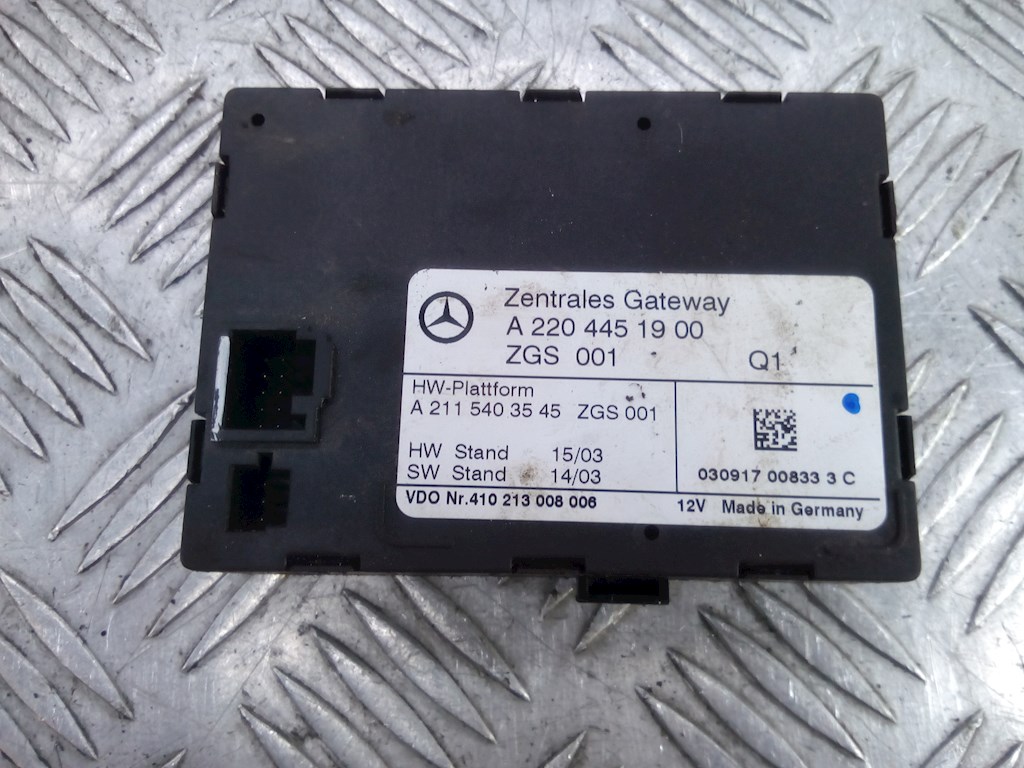 Zentrales Gateway
A 220 445 19 00
ZGS 001 Q1
HW-Plattform
A 211 540 35 45 ZGS 001
HW Stand 15/03
SW Stand 14/03
030917 00833 3 C
VDO Nr.410 213 008 006 12V Made in Germany